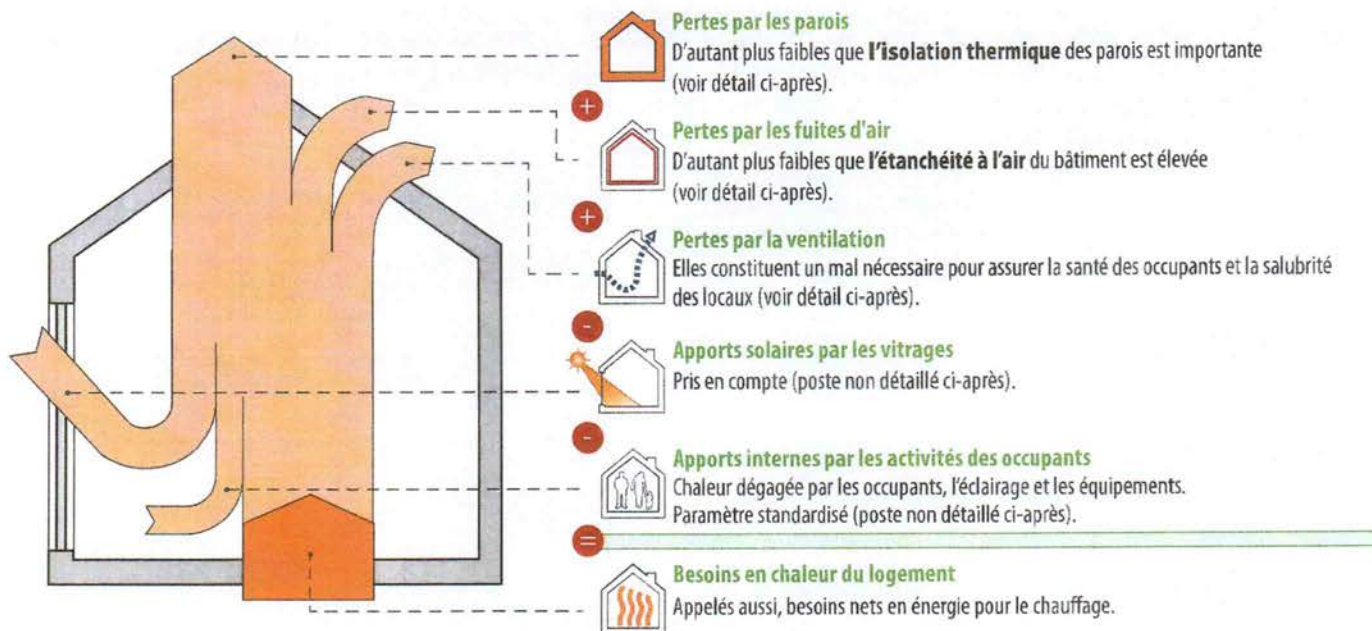 Pertes par les parois
D'autant plus faibles que l'isolation thermique des parois est importante
(voir détail ci-après).
+
Pertes par les fuites d'air
D'autant plus faibles que l'étanchéité à l'air du bâtiment est élevée
(voir détail ci-après).
+
Pertes par la ventilation
Elles constituent un mal nécessaire pour assurer la santé des occupants et la salubrité
des locaux (voir détail ci-après).
-
Apports solaires par les vitrages
Pris en compte (poste non détaillé ci-après).
-
Apports internes par les activités des occupants
Chaleur dégagée par les occupants, l'éclairage et les équipements.
Paramètre standardisé (poste non détaillé ci-après).
=
Besoins en chaleur du logement
Appelés aussi, besoins nets en énergie pour le chauffage.